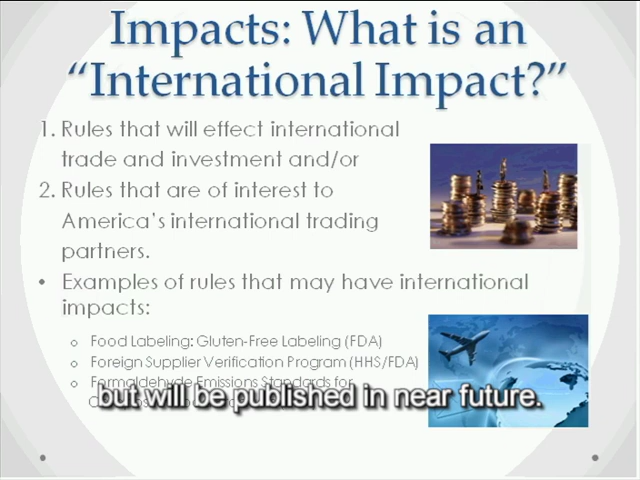 Impacts: What is an
“International Impact?”
1. Rules that will effect international
trade and investment and/or
2. Rules that are of interest to
America’s international trading
partners.
• Examples of rules that may have international
impacts:
o Food Labeling: Gluten-Free Labeling (FDA)
o Foreign Supplier Verification Program (HHS/FDA)
o Formaldehyde Emissions Standards for
but will be published in near future.